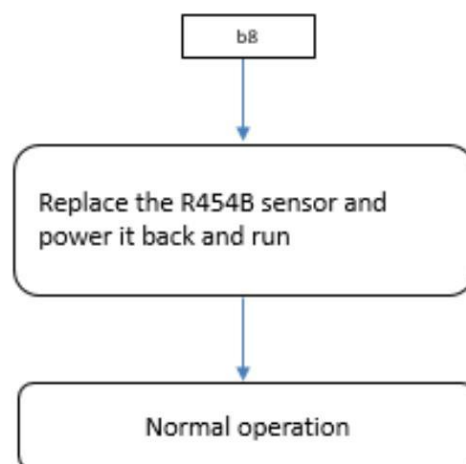 b8
Replace the R454B sensor and
power it back and run
Normal operation